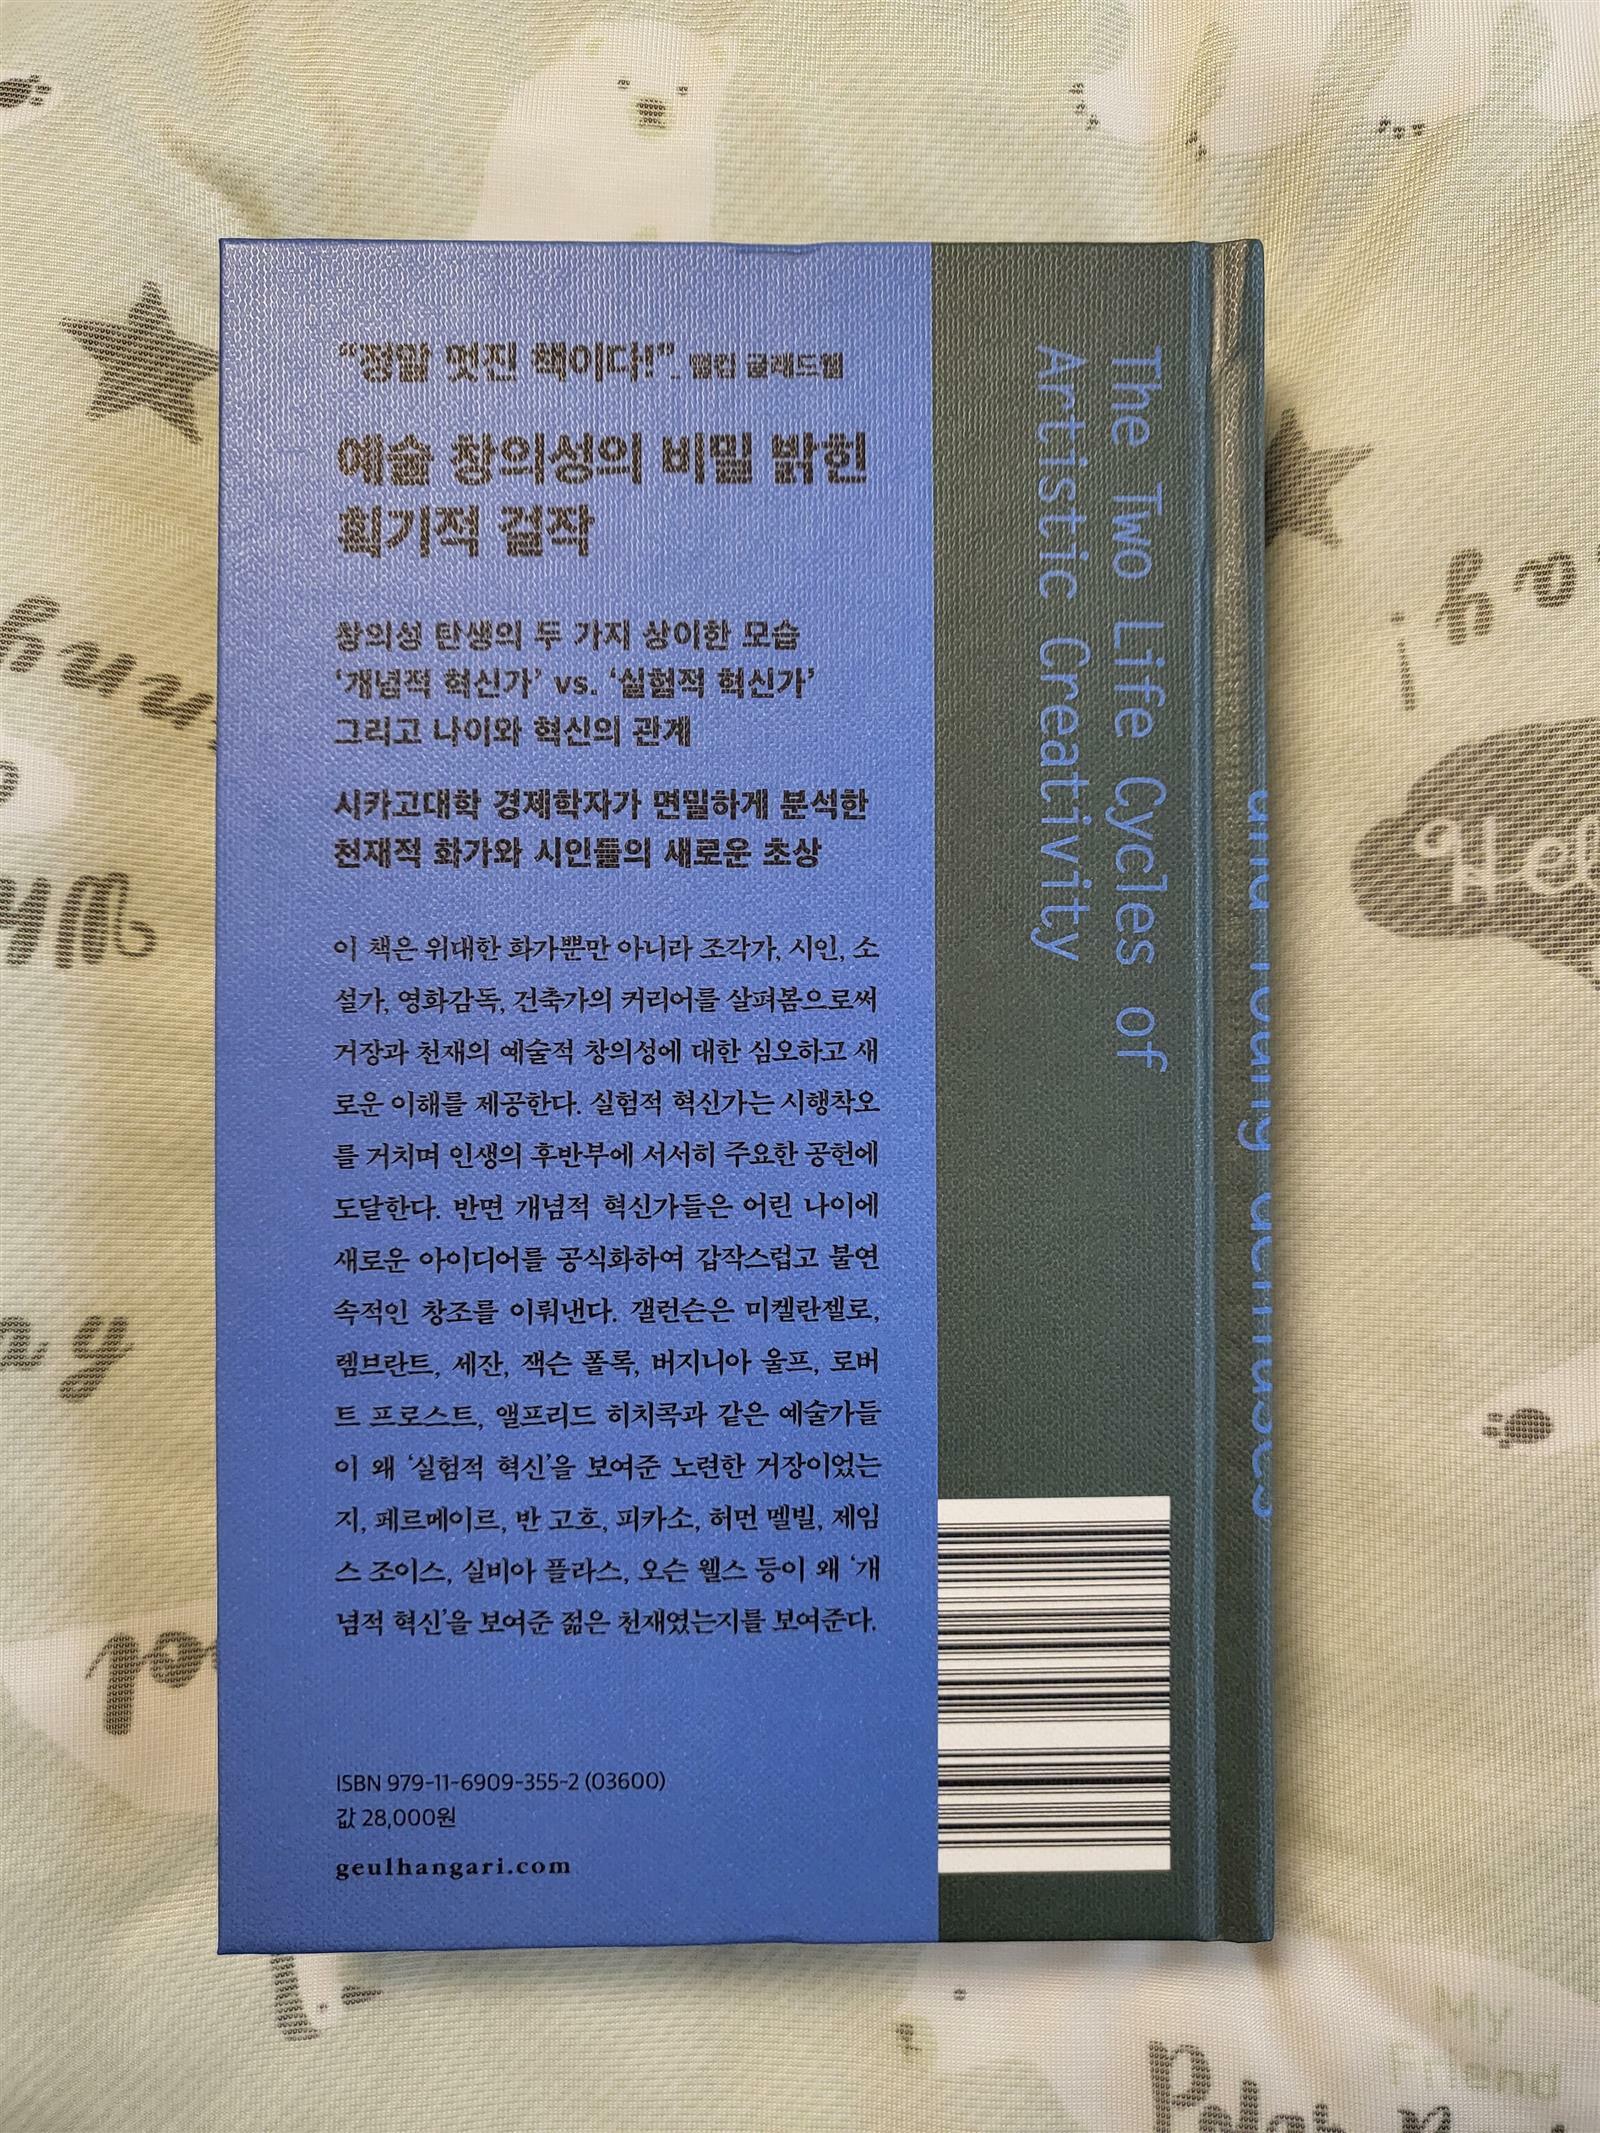 "정말 멋진 책이다!"_ 맬컴 글래드웰
예술 창의성의 비밀 밝힌
획기적 걸작
창의성 탄생의 두 가지 상이한 모습
'개념적 혁신가' vs. '실험적 혁신가'
그리고 나이와 혁신의 관계
시카고대학 경제학자가 면밀하게 분석한
천재적 화가와 시인들의 새로운 초상
이 책은 위대한 화가뿐만 아니라 조각가, 시인, 소
설가, 영화감독, 건축가의 커리어를 살펴봄으로써
거장과 천재의 예술적 창의성에 대한 심오하고 새
로운 이해를 제공한다. 실험적 혁신가는 시행착오
를 거치며 인생의 후반부에 서서히 주요한 공헌에
도달한다. 반면 개념적 혁신가들은 어린 나이에
새로운 아이디어를 공식화하여 갑작스럽고 불연
속적인 창조를 이뤄낸다. 갤런슨은 미켈란젤로,
렘브란트, 세잔, 잭슨 폴록, 버지니아 울프, 로버
트 프로스트, 앨프리드 히치콕과 같은 예술가들
이 왜 '실험적 혁신'을 보여준 노련한 거장이었는
지, 페르메이르, 반 고흐, 피카소, 허먼 멜빌, 제임
스 조이스, 실비아 플라스, 오슨 웰스 등이 왜 '개
념적 혁신'을 보여준 젊은 천재였는지를 보여준다.
ISBN 979-11-6909-355-2 (03600)
값 28,000원
geulhangari.com
The Two Life Cycles of
Artistic Creativity
and Young Geniuses
My
Friend